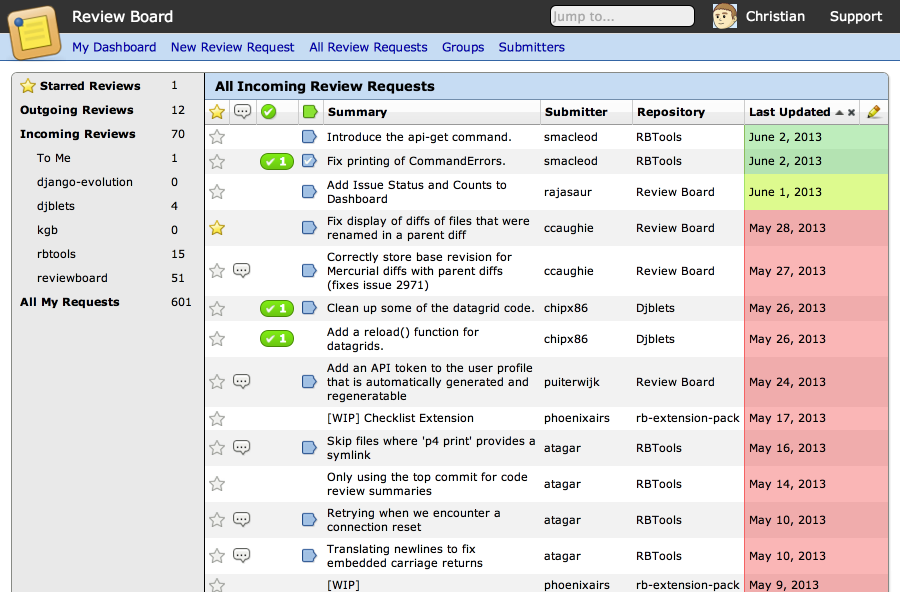 Review Board
Jump to...
Christian
Support
My Dashboard New Review Request All Review Requests Groups Submitters
Starred Reviews 1
Outgoing Reviews 12
Incoming Reviews 70
To Me 1
django-evolution 0
djblets 4
kgb 0
rbtools 15
reviewboard 51
All My Requests 601
All Incoming Review Requests
Summary Submitter Repository Last Updated
Introduce the api-get command. smacleod RBTools June 2, 2013
1 Fix printing of CommandErrors. smacleod RBTools June 2, 2013
Add Issue Status and Counts to
Dashboard
rajasaur Review Board June 1, 2013
Fix display of diffs of files that were
renamed in a parent diff
ccaughie Review Board May 28, 2013
Correctly store base revision for
Mercurial diffs with parent diffs
(fixes issue 2971)
ccaughie Review Board May 27, 2013
1 Clean up some of the datagrid code. chipx86 Djblets May 26, 2013
1
Add a reload() function for
datagrids.
chipx86 Djblets May 26, 2013
Add an API token to the user profile
that is automatically generated and
regeneratable
puiterwijk Review Board May 24, 2013
[WIP] Checklist Extension phoenixairs rb-extension-pack May 17, 2013
Skip files where 'p4 print' provides a
symlink
atagar RBTools May 16, 2013
Only using the top commit for code
review summaries
atagar RBTools May 14, 2013
Retrying when we encounter a
connection reset
atagar RBTools May 10, 2013
Translating newlines to fix
embedded carriage returns
atagar RBTools May 10, 2013
[WIP] phoenixairs rb-extension-pack May 9, 2013